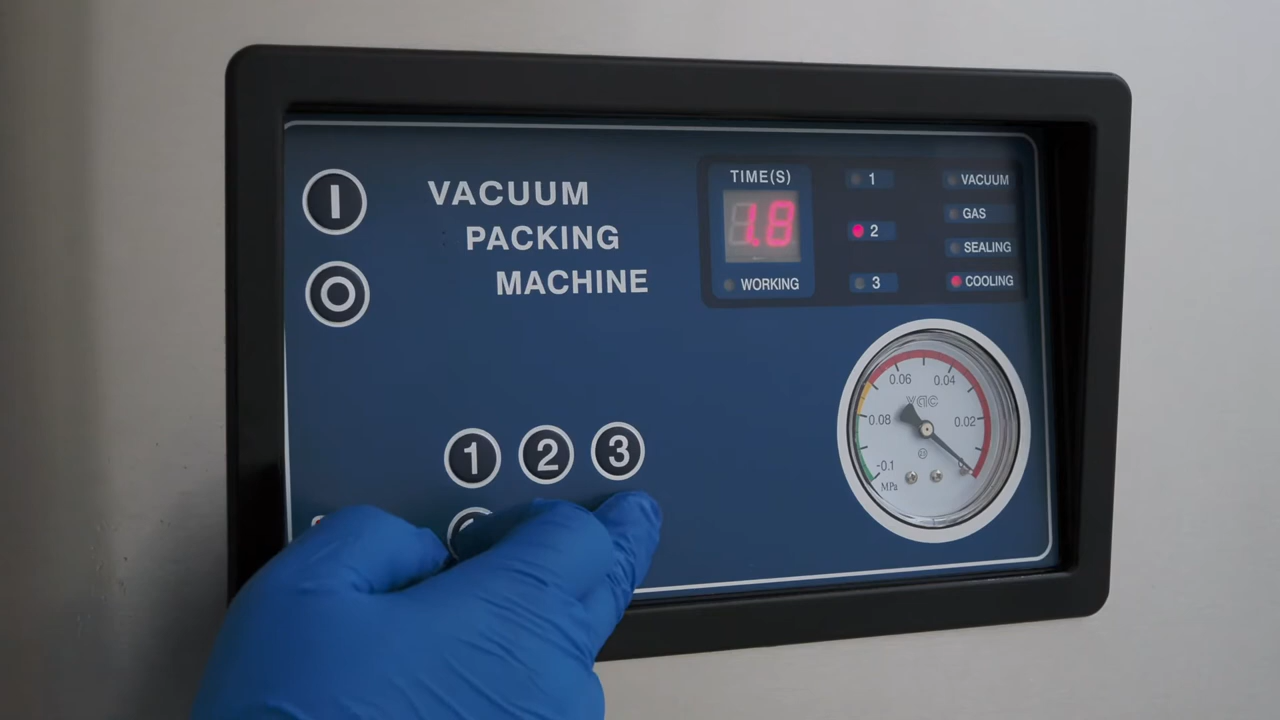 VACUUM
PACKING
MACHINE
TIME(S)
1.8
WORKING
1
2
3
VACUUM
GAS
SEALING
COOLING
0.06 0.04
vac
0.08 0.02
-0.1
MPa
1 2 3